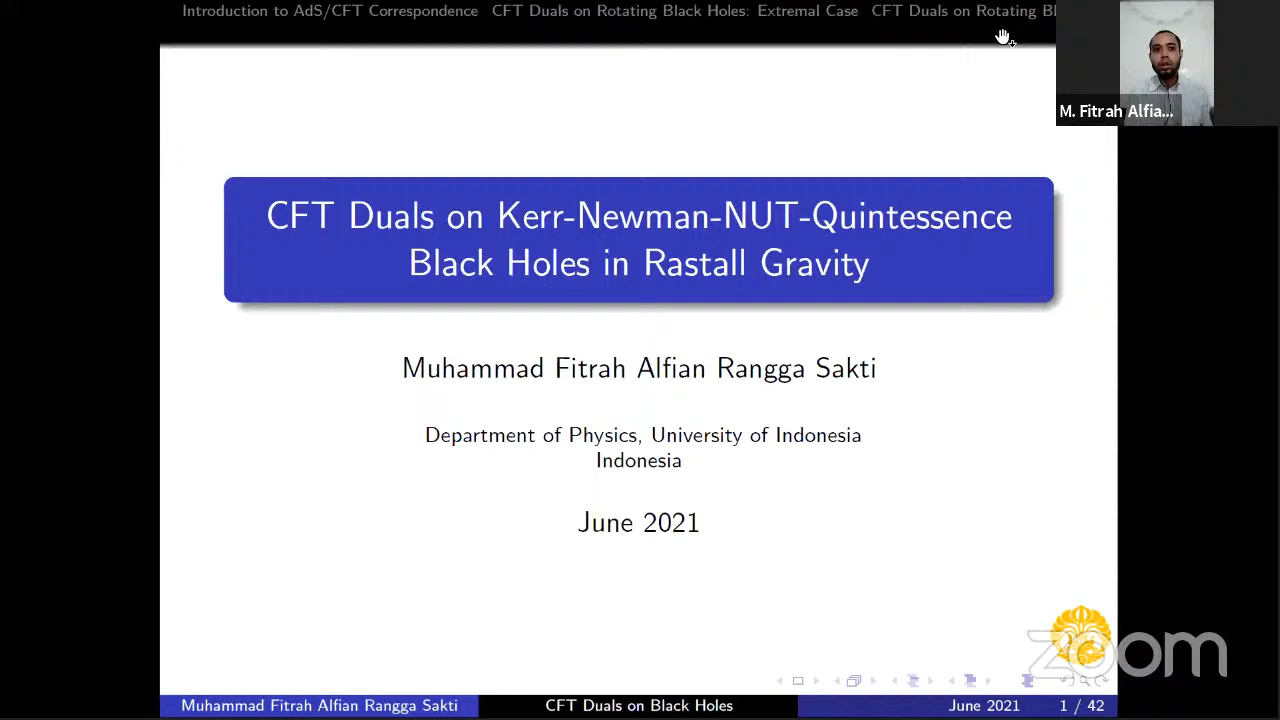 Introduction to AdS/CFT Correspondence CFT Duals on Rotating Black Holes: Extremal Case CFT Duals on Rotating Bl
M. Fitrah Alfia...
CFT Duals on Kerr-Newman-NUT-Quintessence
Black Holes in Rastall Gravity
Muhammad Fitrah Alfian Rangga Sakti
Department of Physics, University of Indonesia
Indonesia
June 2021
zoom
Muhammad Fitrah Alfian Rangga Sakti CFT Duals on Black Holes June 2021 1 / 42